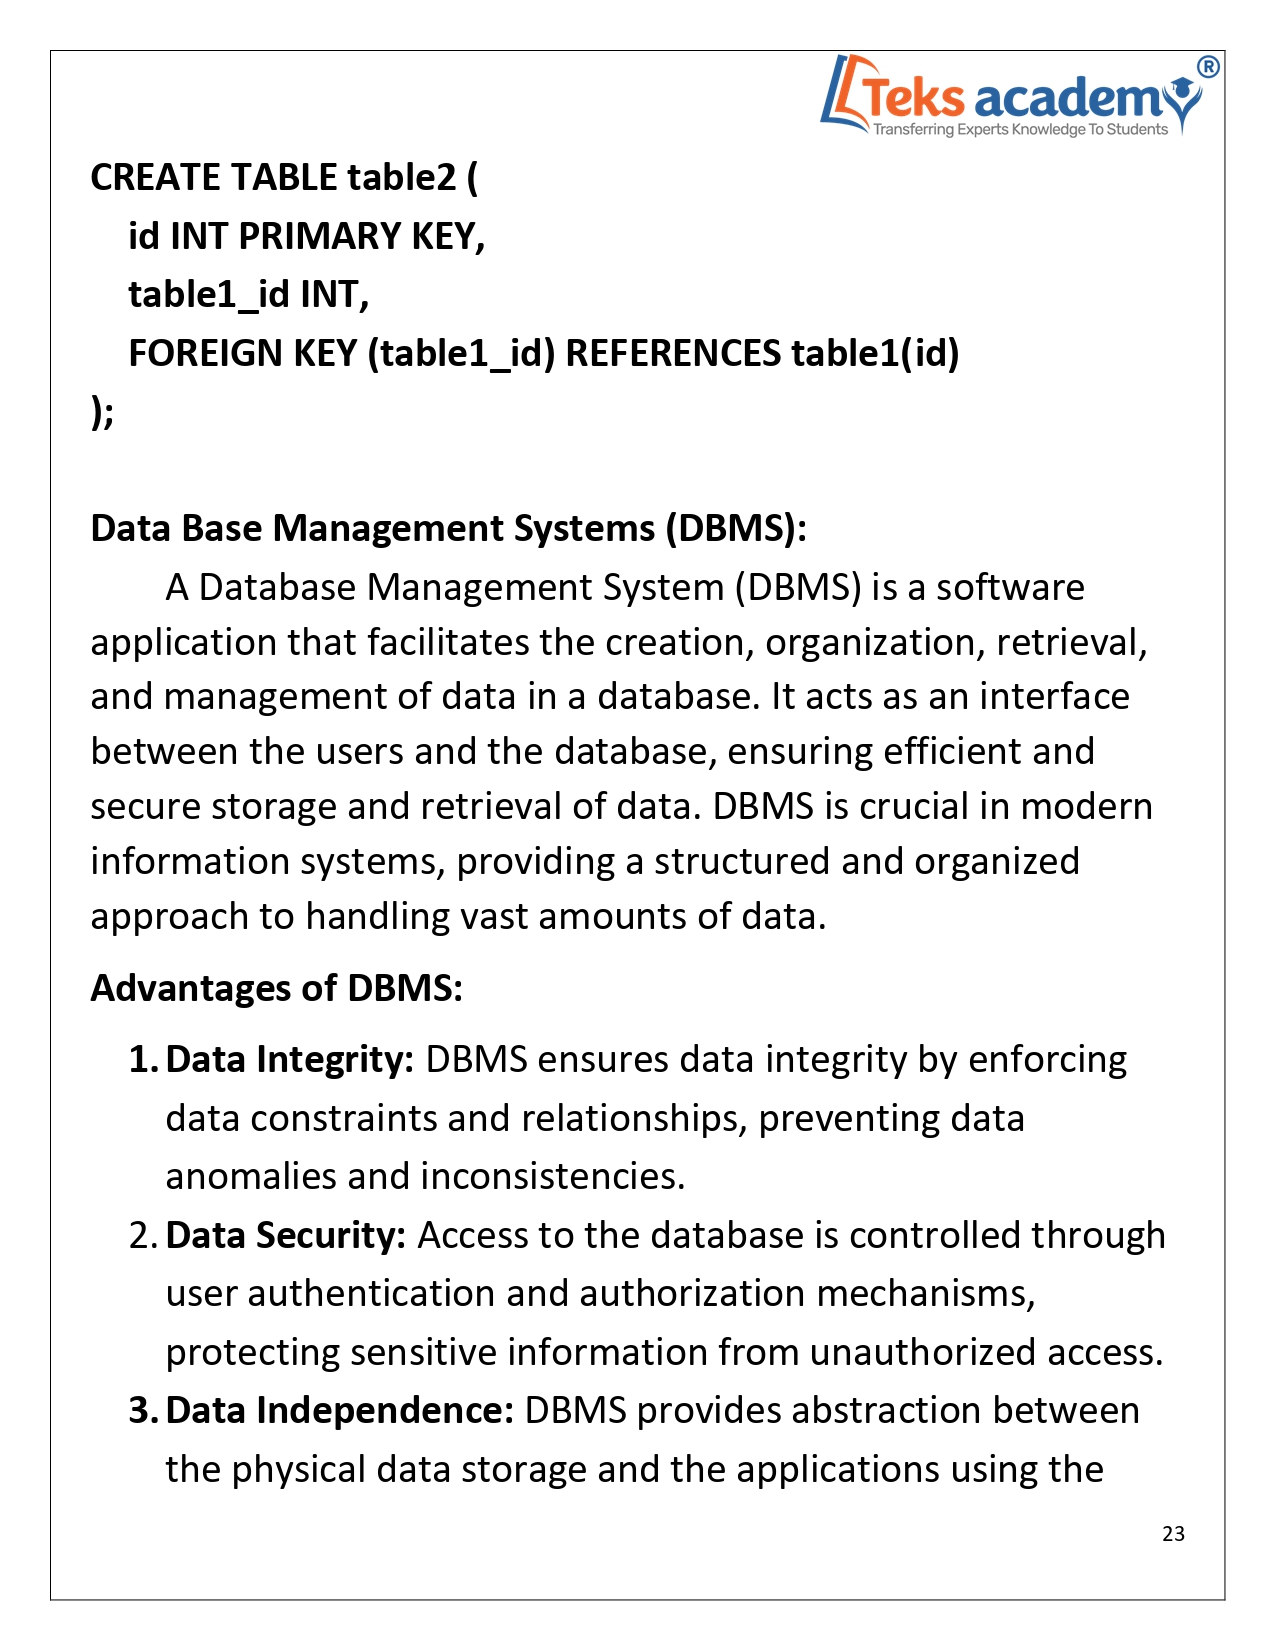 Teks academy ®
Transferring Experts Knowledge To Students
CREATE TABLE table2 (
id INT PRIMARY KEY,
table1_id INT,
FOREIGN KEY (table1_id) REFERENCES table1(id)
);
Data Base Management Systems (DBMS):
A Database Management System (DBMS) is a software
application that facilitates the creation, organization, retrieval,
and management of data in a database. It acts as an interface
between the users and the database, ensuring efficient and
secure storage and retrieval of data. DBMS is crucial in modern
information systems, providing a structured and organized
approach to handling vast amounts of data.
Advantages of DBMS:
1. Data Integrity: DBMS ensures data integrity by enforcing
data constraints and relationships, preventing data
anomalies and inconsistencies.
2. Data Security: Access to the database is controlled through
user authentication and authorization mechanisms,
protecting sensitive information from unauthorized access.
3. Data Independence: DBMS provides abstraction between
the physical data storage and the applications using the
23